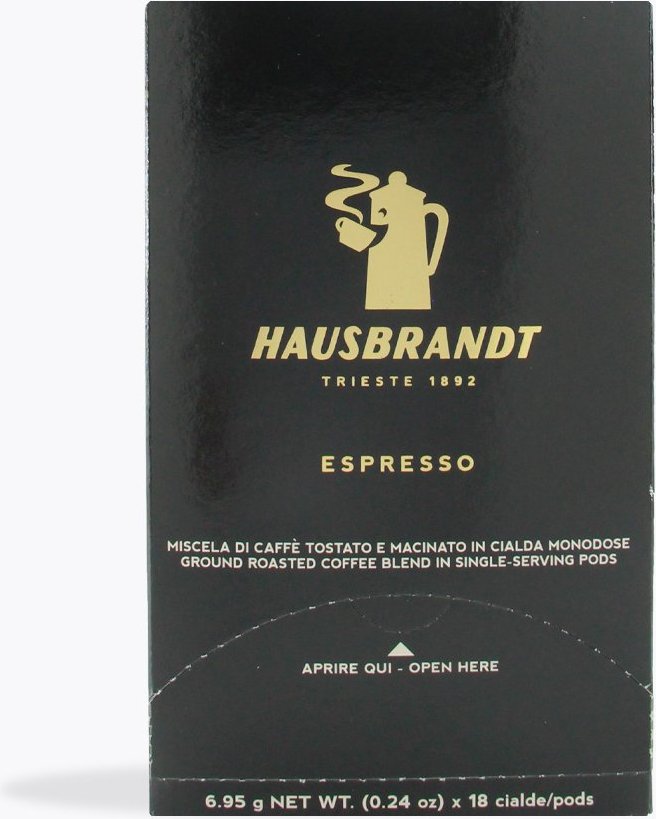 HAUSBRANDT
TRIESTE 1892
ESPRESSO
MISCELA DI CAFFÈ TOSTATO E MACINATO IN CIALDA MONODOSE
GROUND ROASTED COFFEE BLEND IN SINGLE-SERVING PODS
APRIRE QUI - OPEN HERE
6.95 g NET WT. (0.24 oz) x 18 cialde/pods